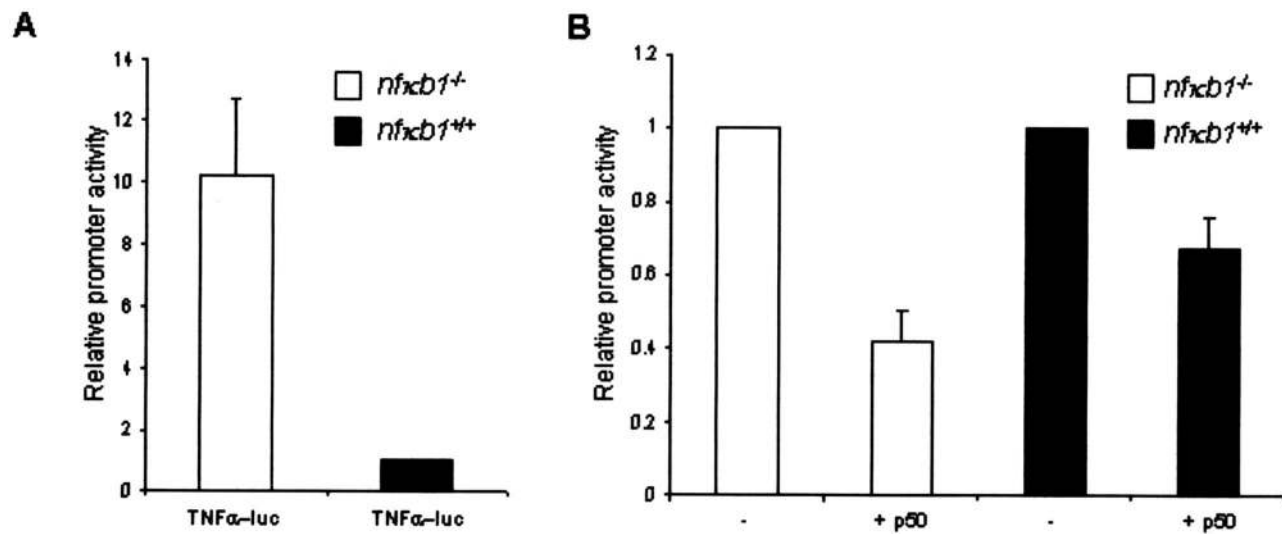 A
Relative promoter activity
14
12
10
8
6
4
2
0
nfκb1-/-
nfκb1+/+
TNFα–luc
TNFα–luc
B
Relative promoter activity
1.2
1
0.8
0.6
0.4
0.2
0
nfκb1-/-
nfκb1+/+
-
+ p50
-
+ p50